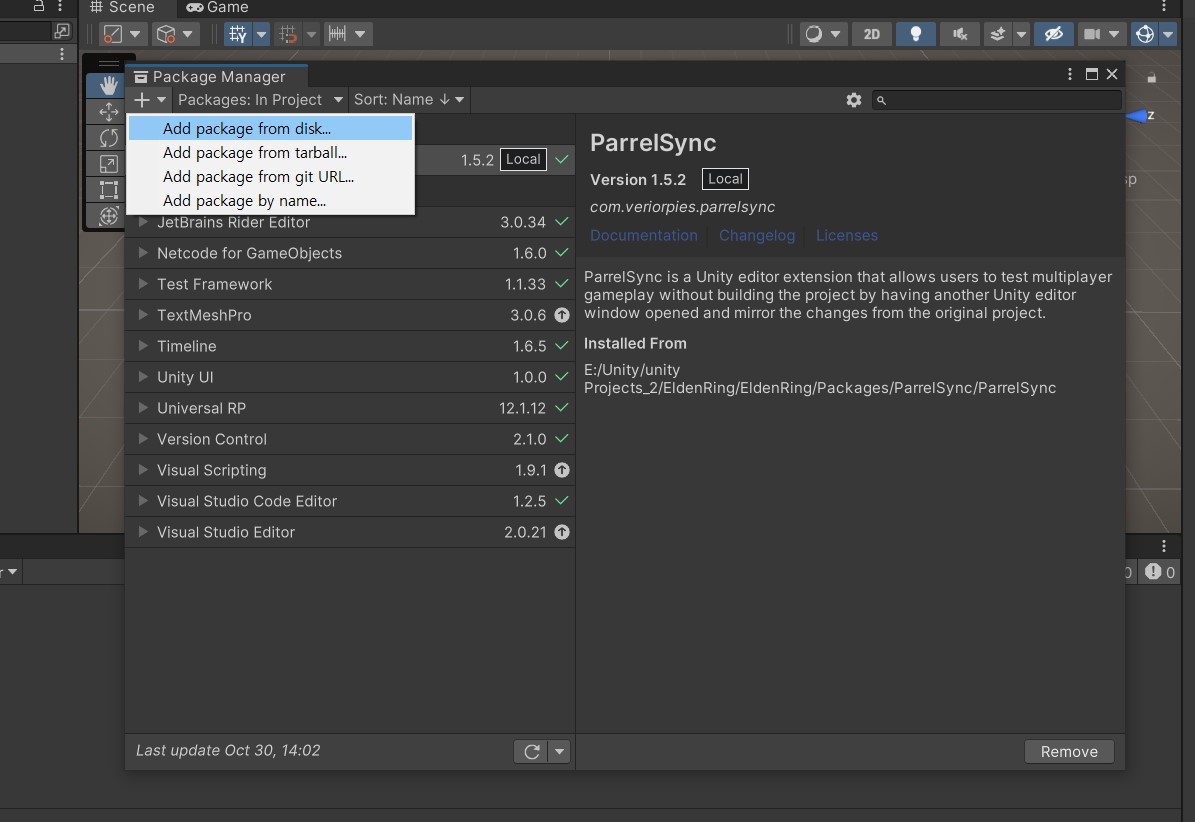 Scene
Game
2D
Package Manager
Packages: In Project
Sort: Name ↓
Add package from disk...
Add package from tarball...
Add package from git URL...
Add package by name...
1.5.2 Local
JetBrains Rider Editor 3.0.34
Netcode for GameObjects 1.6.0
Test Framework 1.1.33
TextMeshPro 3.0.6
Timeline 1.6.5
Unity UI 1.0.0
Universal RP 12.1.12
Version Control 2.1.0
Visual Scripting 1.9.1
Visual Studio Code Editor 1.2.5
Visual Studio Editor 2.0.21
Last update Oct 30, 14:02
ParrelSync
Version 1.5.2 Local
com.veriorpies.parrelsync
Documentation Changelog Licenses
ParrelSync is a Unity editor extension that allows users to test multiplayer
gameplay without building the project by having another Unity editor
window opened and mirror the changes from the original project.
Installed From
E:/Unity/unity
Projects_2/EldenRing/EldenRing/Packages/ParrelSync/ParrelSync
Remove
z
sp
0
0